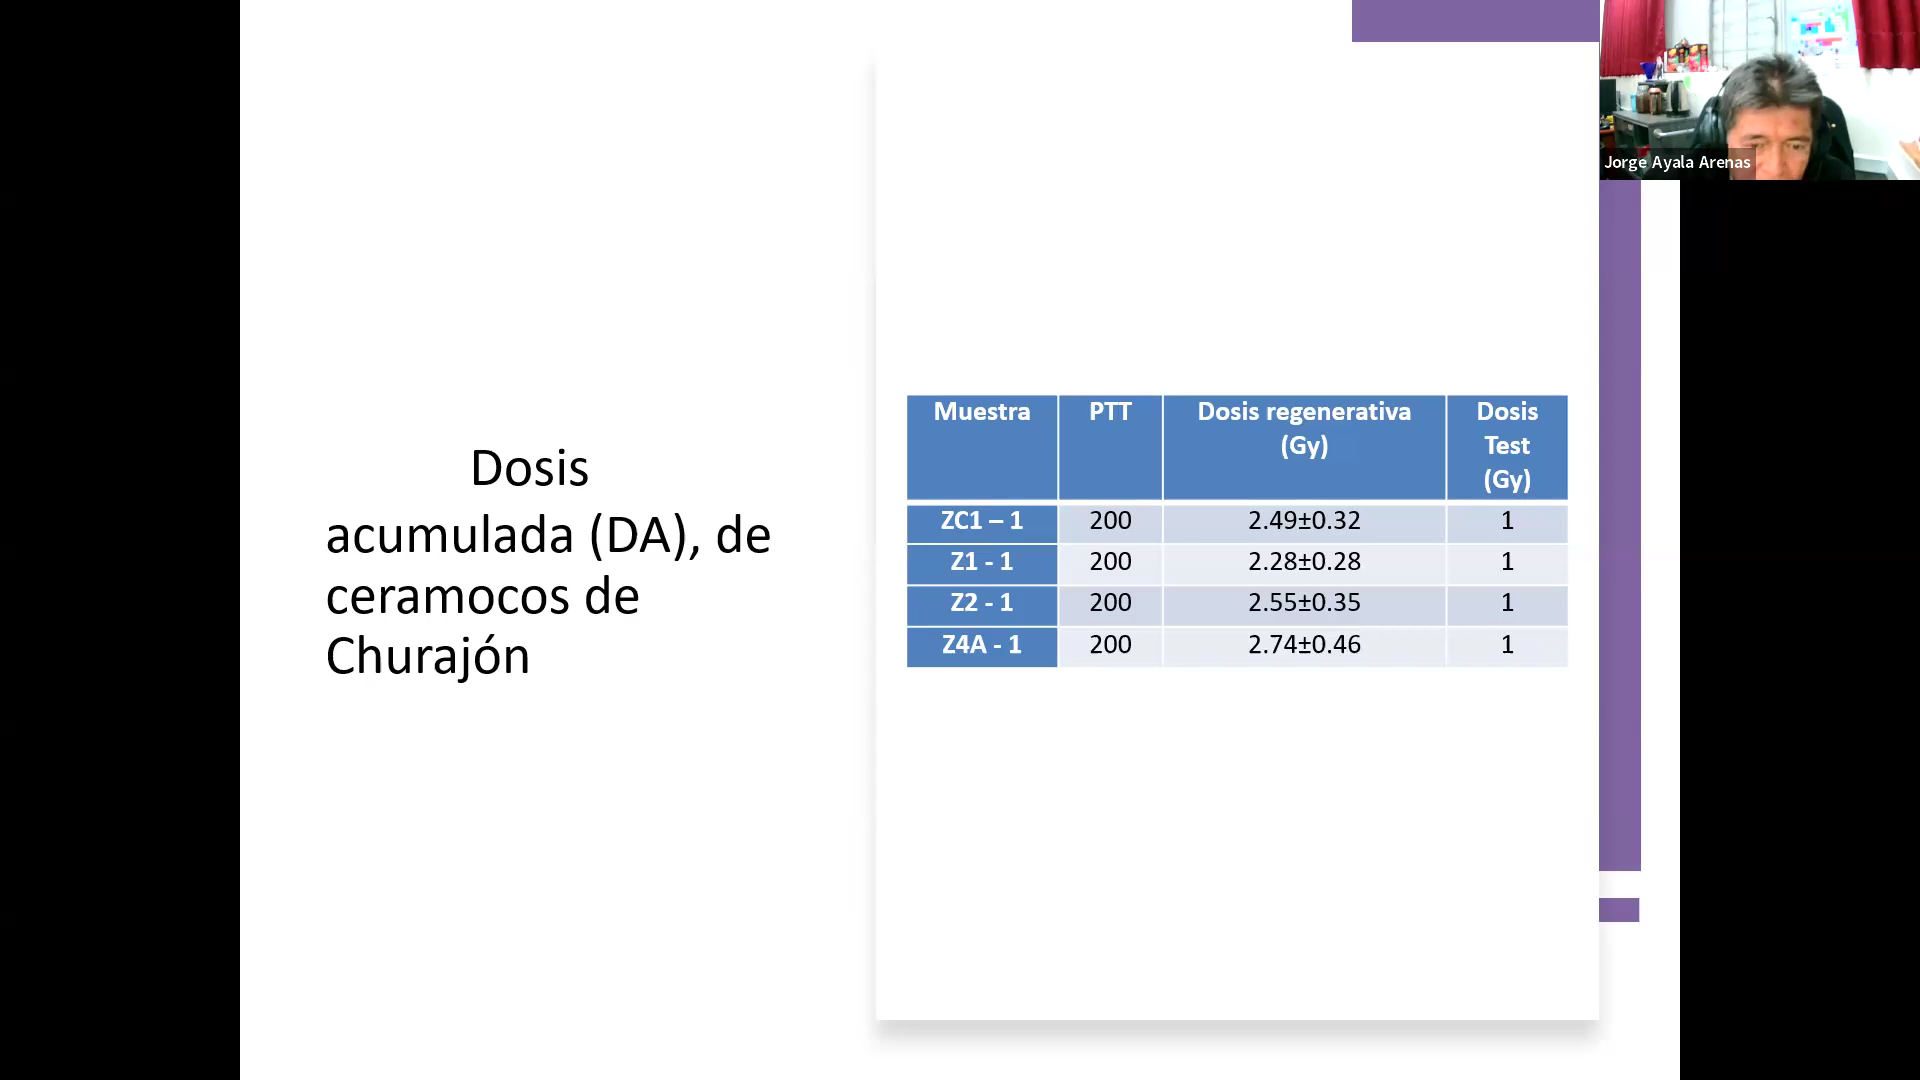 Dosis
acumulada (DA), de
ceramocos de
Churajón
Muestra PTT Dosis regenerativa (Gy) Dosis Test (Gy)
ZC1 – 1 200 2.49±0.32 1
Z1 - 1 200 2.28±0.28 1
Z2 - 1 200 2.55±0.35 1
Z4A - 1 200 2.74±0.46 1
Jorge Ayala Arenas